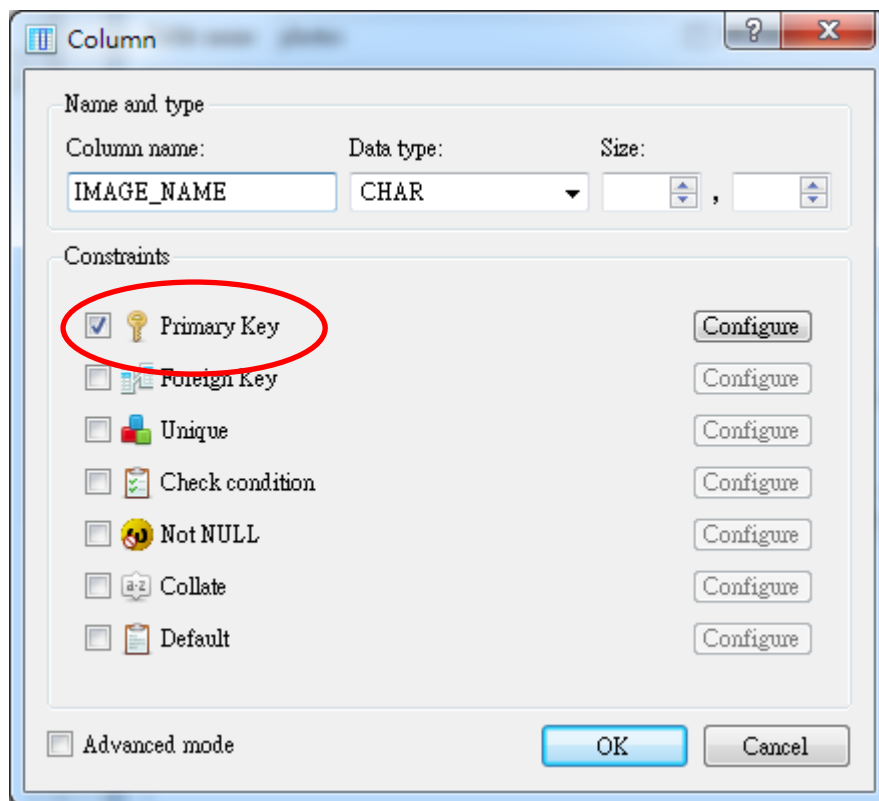 Column
Name and type
Column name: Data type: Size:
IMAGE_NAME CHAR ,
Constraints
Primary Key Configure
Foreign Key Configure
Unique Configure
Check condition Configure
Not NULL Configure
a·z Collate Configure
Default Configure
Advanced mode OK Cancel